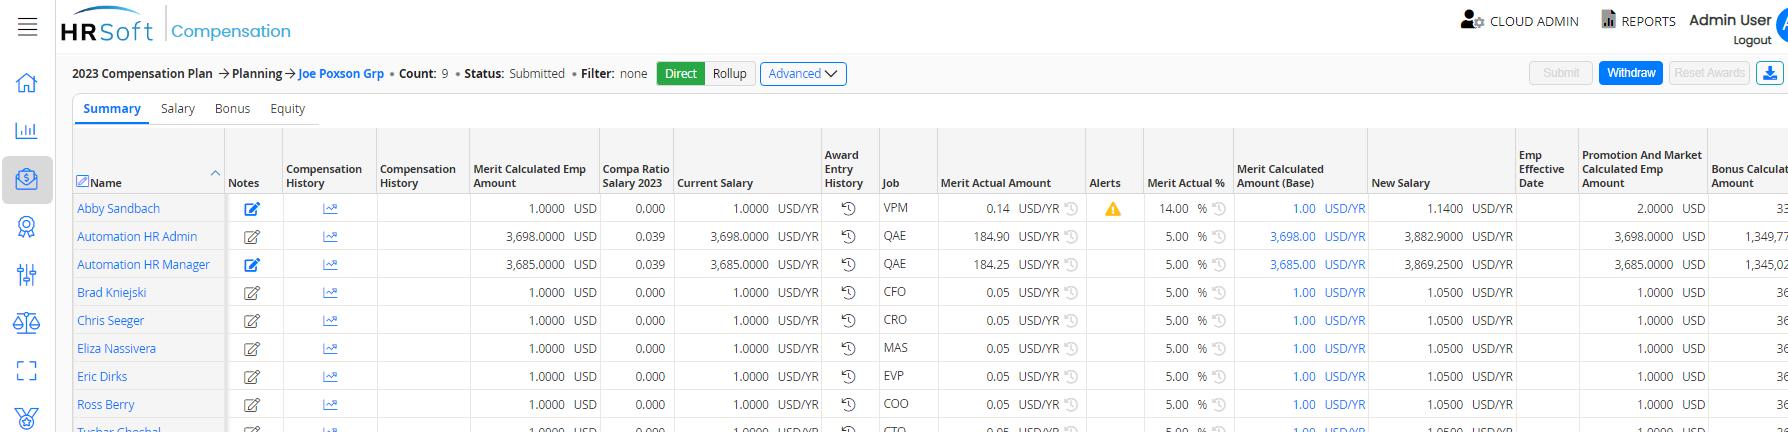 HRSoft Compensation
CLOUD ADMIN REPORTS Admin User
Logout
2023 Compensation Plan → Planning → Joe Poxson Grp • Count: 9 • Status: Submitted • Filter: none Direct Rollup Advanced Submit Withdraw Reset Awards
Summary Salary Bonus Equity
Name Notes Compensation History Compensation History Merit Calculated Emp Amount Compa Ratio Salary 2023 Current Salary Award Entry History Job Merit Actual Amount Alerts Merit Actual % Merit Calculated Amount (Base) New Salary Emp Effective Date Promotion And Market Calculated Emp Amount Bonus Calculat Amount
Abby Sandbach 1.0000 USD 0.000 1.0000 USD/YR VPM 0.14 USD/YR 14.00 % 1.00 USD/YR 1.1400 USD/YR 2.0000 USD 33
Automation HR Admin 3,698.0000 USD 0.039 3,698.0000 USD/YR QAE 184.90 USD/YR 5.00 % 3,698.00 USD/YR 3,882.9000 USD/YR 3,698.0000 USD 1,349,77
Automation HR Manager 3,685.0000 USD 0.039 3,685.0000 USD/YR QAE 184.25 USD/YR 5.00 % 3,685.00 USD/YR 3,869.2500 USD/YR 3,685.0000 USD 1,345,02
Brad Kniejski 1.0000 USD 0.000 1.0000 USD/YR CFO 0.05 USD/YR 5.00 % 1.00 USD/YR 1.0500 USD/YR 1.0000 USD 36
Chris Seeger 1.0000 USD 0.000 1.0000 USD/YR CRO 0.05 USD/YR 5.00 % 1.00 USD/YR 1.0500 USD/YR 1.0000 USD 36
Eliza Nassivera 1.0000 USD 0.000 1.0000 USD/YR MAS 0.05 USD/YR 5.00 % 1.00 USD/YR 1.0500 USD/YR 1.0000 USD 36
Eric Dirks 1.0000 USD 0.000 1.0000 USD/YR EVP 0.05 USD/YR 5.00 % 1.00 USD/YR 1.0500 USD/YR 1.0000 USD 36
Ross Berry 1.0000 USD 0.000 1.0000 USD/YR COO 0.05 USD/YR 5.00 % 1.00 USD/YR 1.0500 USD/YR 1.0000 USD 36